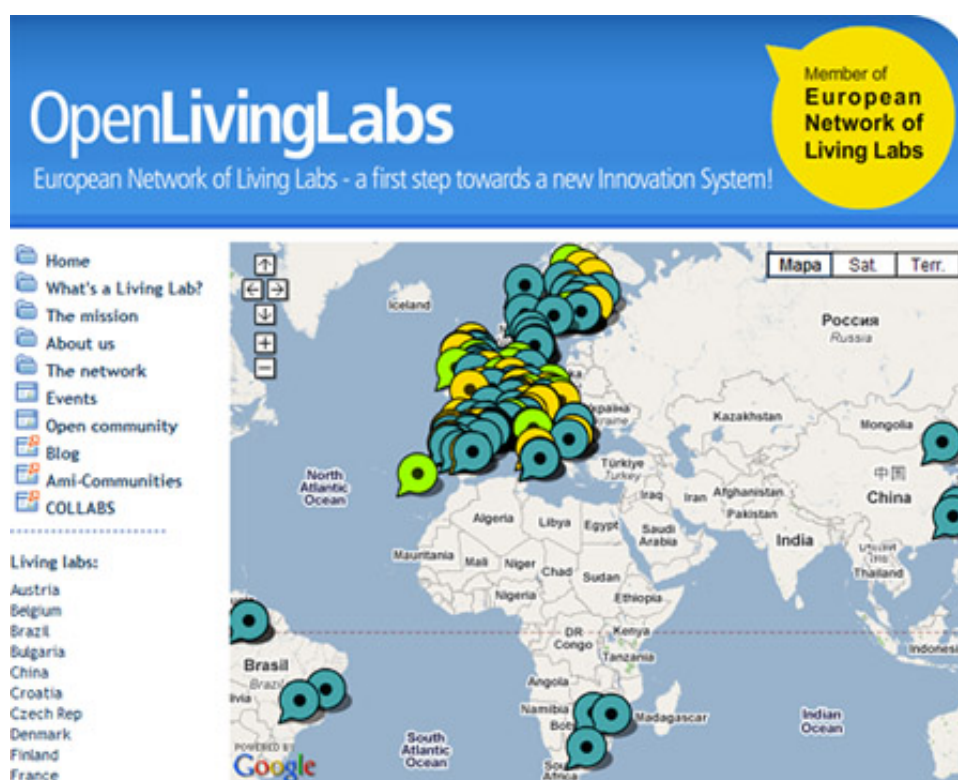 OpenLivingLabs
European Network of Living Labs - a first step towards a new Innovation System!
Member of
European
Network of
Living Labs
Home
What's a Living Lab?
The mission
About us
The network
Events
Open community
Blog
Ami-Communities
COLLABS
Living labs:
Austria
Belgium
Brazil
Bulgaria
China
Croatia
Czech Rep
Denmark
Finland
France
Mapa
Sat.
Terr.
Iceland
Россия
Russia
Kazakhstan
Mongolia
中国
China
North
Atlantic
Ocean
Türkiye
Turkey
Iraq
Iran
Afghanistan
Pakistan
India
Thailand
Algeria
Libya
Egypt
Saudi
Arabia
Mauritania
Mali
Niger
Chad
Sudan
Nigeria
Ethiopia
DR
Congo
Kenya
Tanzania
Angola
Namibia
Madagascar
Brasil
Brazil
South
Atlantic
Ocean
Indian
Ocean
POWERED BY
Google